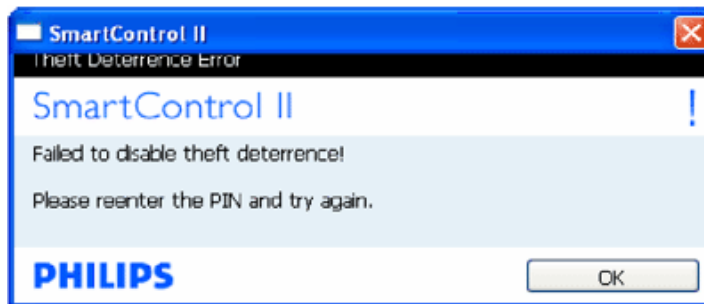 SmartControl II
Theft Deterrence Error
SmartControl II
!
Failed to disable theft deterrence!
Please reenter the PIN and try again.
PHILIPS
OK